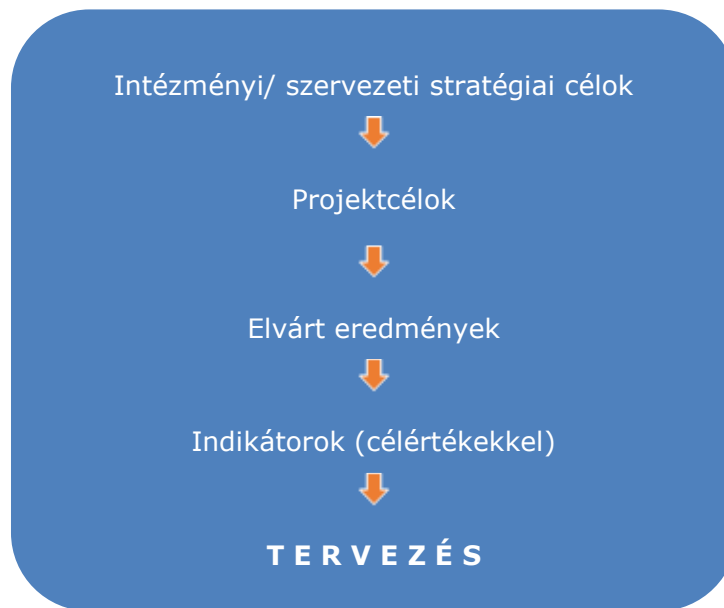 Intézményi/ szervezeti stratégiai célok
Projektcélok
Elvárt eredmények
Indikátorok (célértékekkel)
T E R V E Z É S